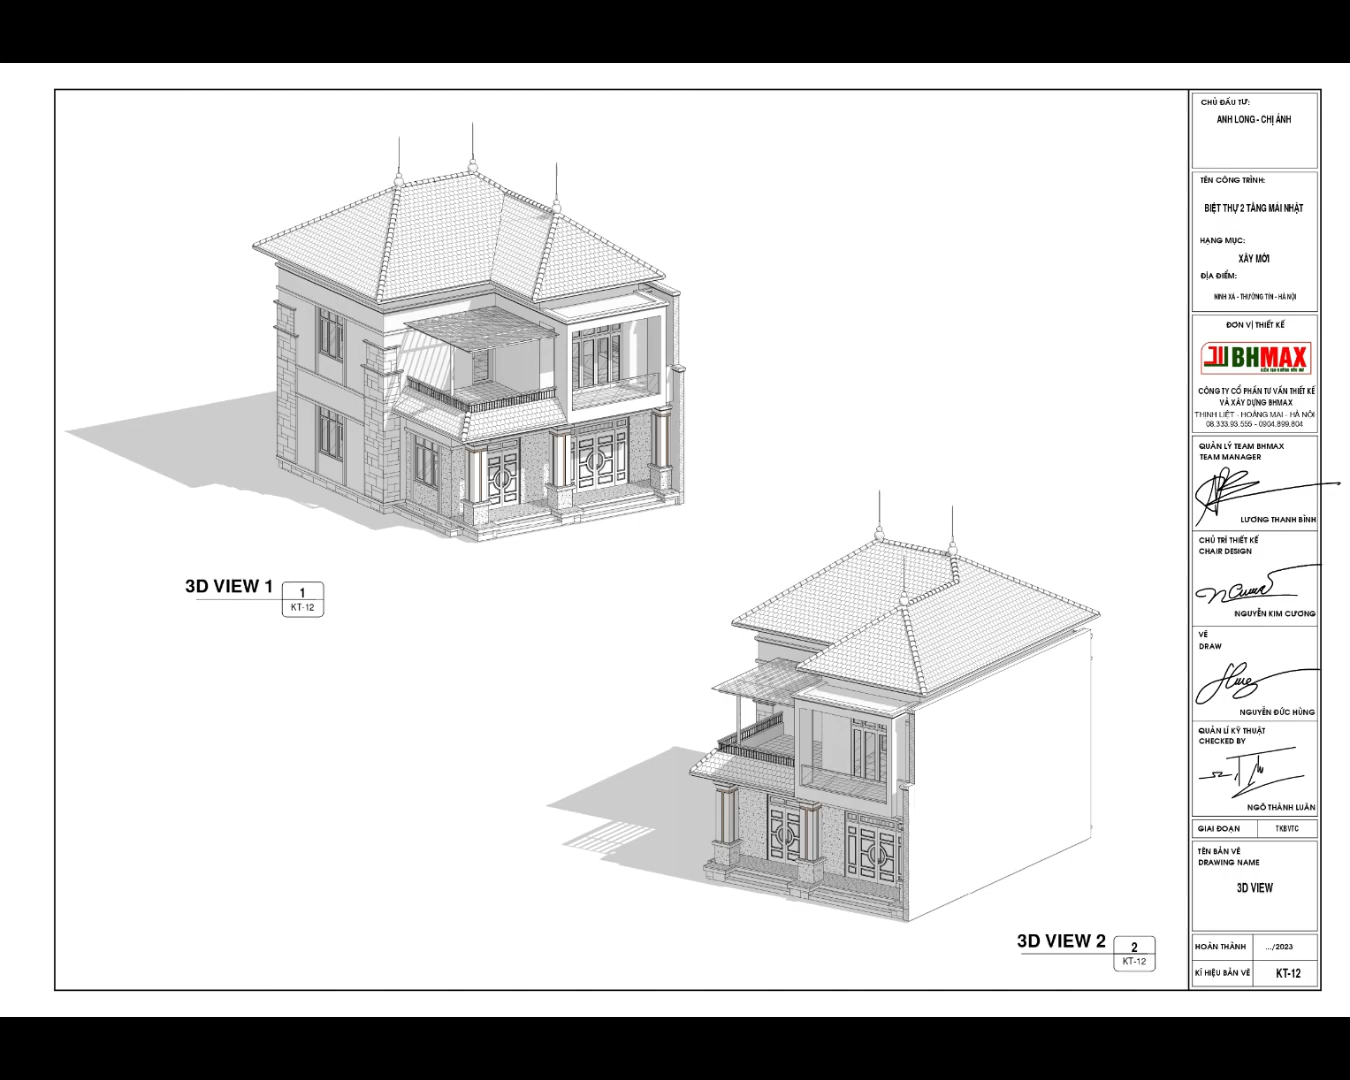 CHỦ ĐẦU TƯ:
ANH LONG - CHỊ ÁNH
TÊN CÔNG TRÌNH:
BIỆT THỰ 2 TẦNG MÁI NHẬT
HẠNG MỤC:
XÂY MỚI
ĐỊA ĐIỂM:
NINH XÁ - THƯỜNG TÍN - HÀ NỘI
ĐƠN VỊ THIẾT KẾ
BHMAX
CÔNG TY CỔ PHẦN TƯ VẤN THIẾT KẾ
VÀ XÂY DỰNG BHMAX
THỊNH LIỆT - HOÀNG MAI - HÀ NỘI
08.333.93.555 - 0904.899.804
QUẢN LÝ TEAM BHMAX
TEAM MANAGER
LƯƠNG THANH BÌNH
CHỦ TRÌ THIẾT KẾ
CHAIR DESIGN
NGUYỄN KIM CƯƠNG
VẼ
DRAW
NGUYỄN ĐỨC HÙNG
QUẢN LÍ KỸ THUẬT
CHECKED BY
NGÔ THÀNH LUÂN
GIAI ĐOẠN
TKBVTC
TÊN BẢN VẼ
DRAWING NAME
3D VIEW
HOÀN THÀNH
.../2023
KÍ HIỆU BẢN VẼ
KT-12
3D VIEW 1
1
KT-12
3D VIEW 2
2
KT-12